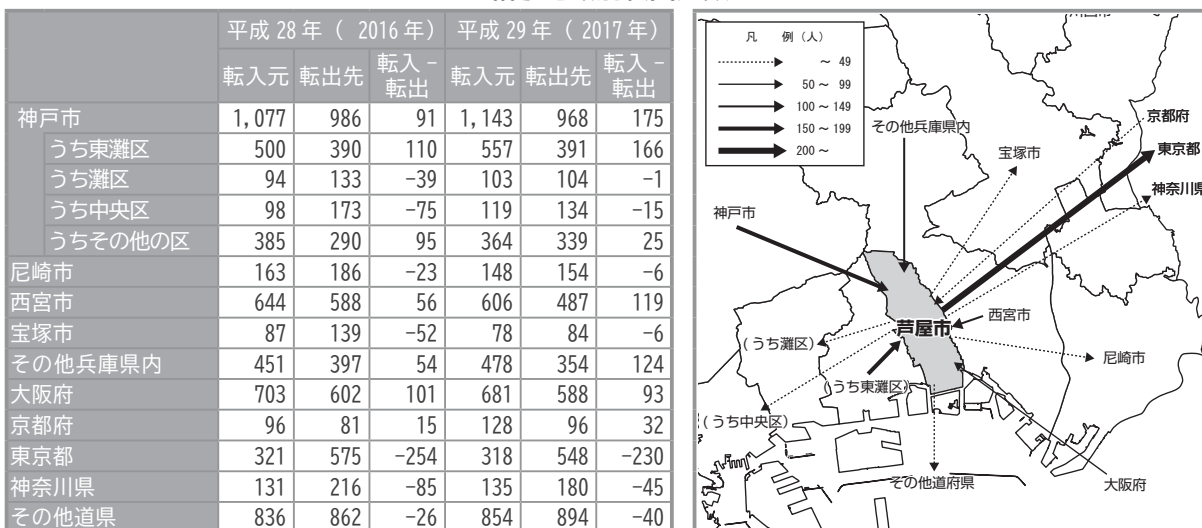 平成 28 年 ( 2016 年) 平成 29 年 ( 2017 年)
転入元 転出先 転入－転出 転入元 転出先 転入－転出
神戸市 1,077 986 91 1,143 968 175
うち東灘区 500 390 110 557 391 166
うち灘区 94 133 −39 103 104 −1
うち中央区 98 173 −75 119 134 −15
うちその他の区 385 290 95 364 339 25
尼崎市 163 186 −23 148 154 −6
西宮市 644 588 56 606 487 119
宝塚市 87 139 −52 78 84 −6
その他兵庫県内 451 397 54 478 354 124
大阪府 703 602 101 681 588 93
京都府 96 81 15 128 96 32
東京都 321 575 −254 318 548 −230
神奈川県 131 216 −85 135 180 −45
その他道県 836 862 −26 854 894 −40
凡 例 (人)
～ 49
50 ～ 99
100 ～ 149
150 ～ 199
200 ～
京都府
その他兵庫県内
東京都
宝塚市
神奈川県
神戸市
西宮市
芦屋市
(うち灘区)
尼崎市
(うち東灘区)
(うち中央区)
その他道府県
大阪府